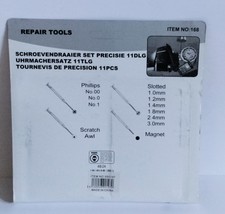 REPAIR TOOLS
ITEM NO:168
SCHROEVENDRAAIER SET PRECISIE 11DLG
UHRMACHERSATZ 11TLG
TOURNEVIS DE PRECISION 11PCS
Phillips
No 00
No 0
No 1
Slotted
1.0mm
1.2mm
1.4mm
1.8mm
2.4mm
3.0mm
Scratch
Awl
Magnet